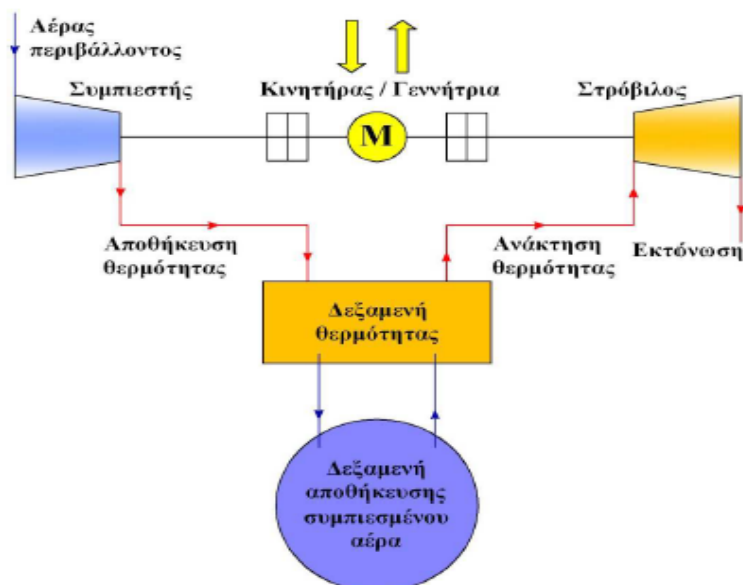 Αέρας
περιβάλλοντος
Συμπιεστής
Κινητήρας / Γεννήτρια
Στρόβιλος
M
Αποθήκευση
θερμότητας
Ανάκτηση
θερμότητας
Εκτόνωση
Δεξαμενή
θερμότητας
Δεξαμενή
αποθήκευσης
συμπιεσμένου
αέρα